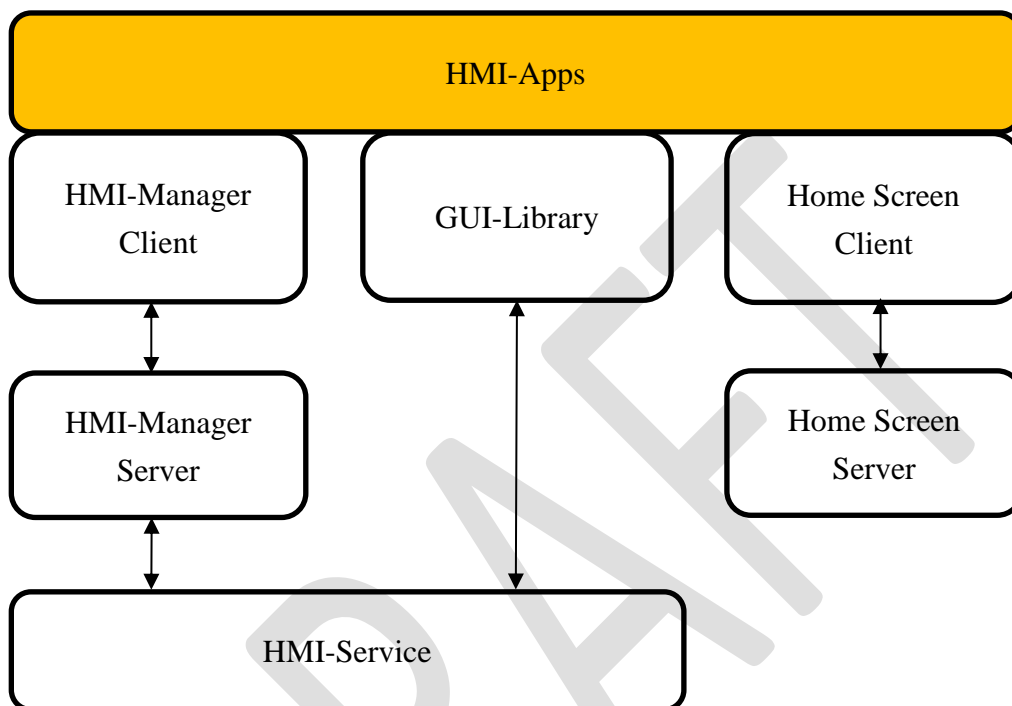 HMI-Apps
HMI-Manager
Client
GUI-Library
Home Screen
Client
HMI-Manager
Server
Home Screen
Server
HMI-Service
DRAFT